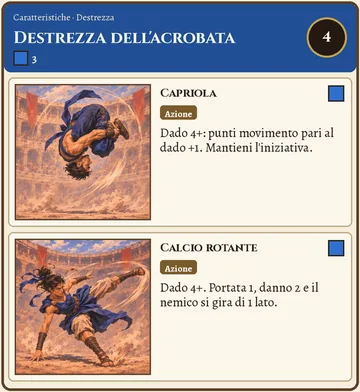 Caratteristiche · Destrezza
Destrezza dell'acrobata
4
3
Capriola
Azione
Dado 4+: punti movimento pari al
dado +1. Mantieni l'iniziativa.
Calcio rotante
Azione
Dado 4+. Portata 1, danno 2 e il
nemico si gira di 1 lato.